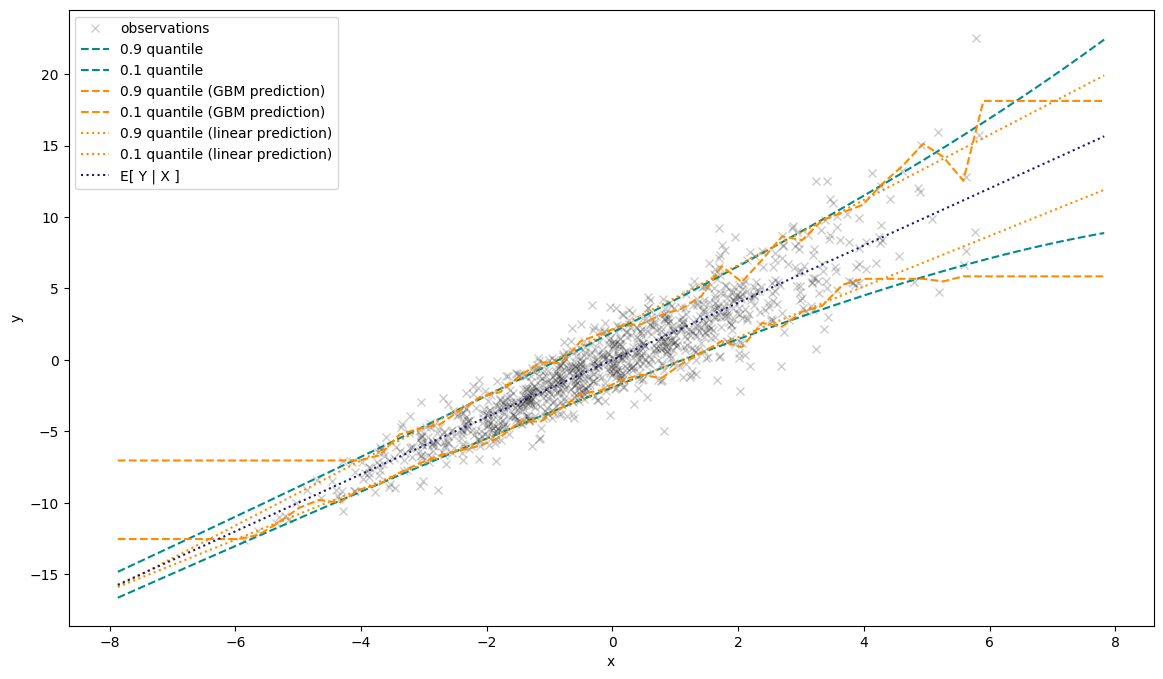 observations
0.9 quantile
0.1 quantile
0.9 quantile (GBM prediction)
0.1 quantile (GBM prediction)
0.9 quantile (linear prediction)
0.1 quantile (linear prediction)
E[ Y | X ]
20
15
10
5
0
−5
−10
−15
y
−8 −6 −4 −2 0 2 4 6 8
x